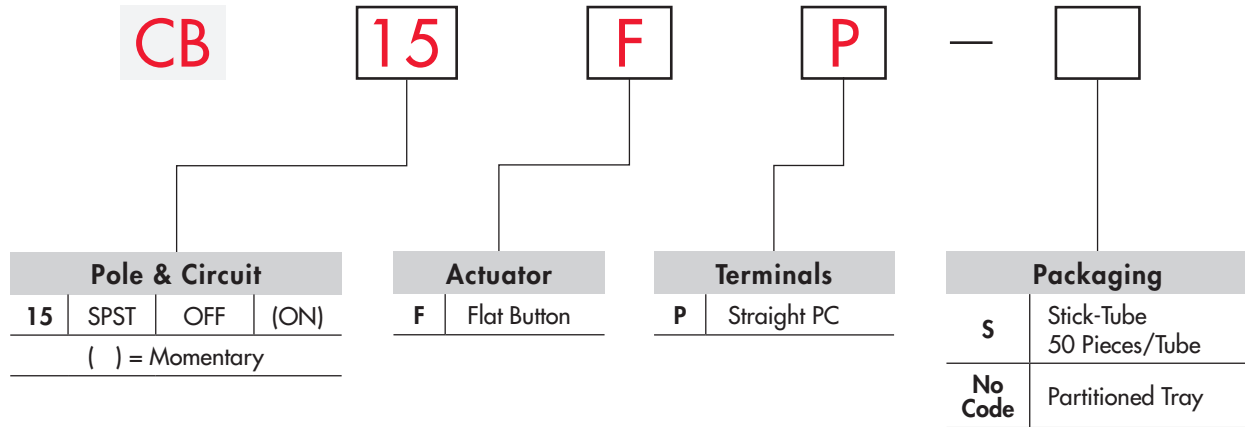 CB 15 F P —
Pole & Circuit
15 SPST OFF (ON)
( ) = Momentary
Actuator
F Flat Button
Terminals
P Straight PC
Packaging
S Stick-Tube
50 Pieces/Tube
No
Code Partitioned Tray